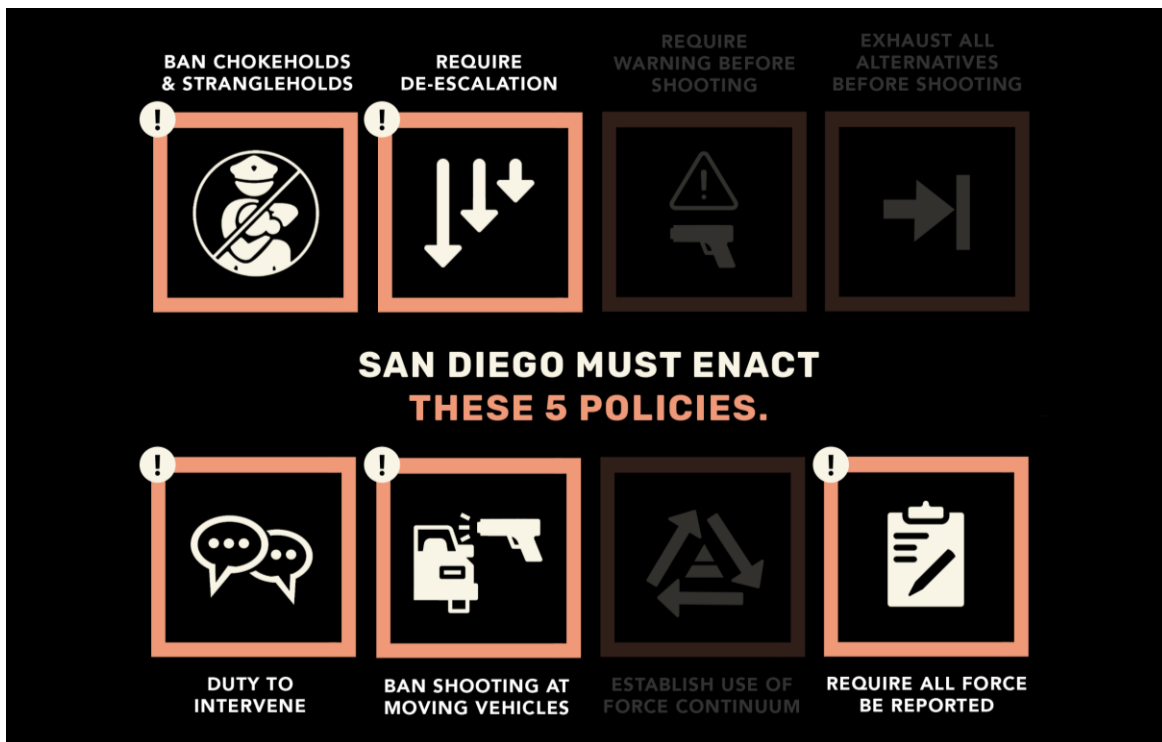 BAN CHOKEHOLDS
& STRANGLEHOLDS
REQUIRE
DE-ESCALATION
REQUIRE
WARNING BEFORE
SHOOTING
EXHAUST ALL
ALTERNATIVES
BEFORE SHOOTING
!
!
SAN DIEGO MUST ENACT
THESE 5 POLICIES.
!
!
!
DUTY TO
INTERVENE
BAN SHOOTING AT
MOVING VEHICLES
ESTABLISH USE OF
FORCE CONTINUUM
REQUIRE ALL FORCE
BE REPORTED